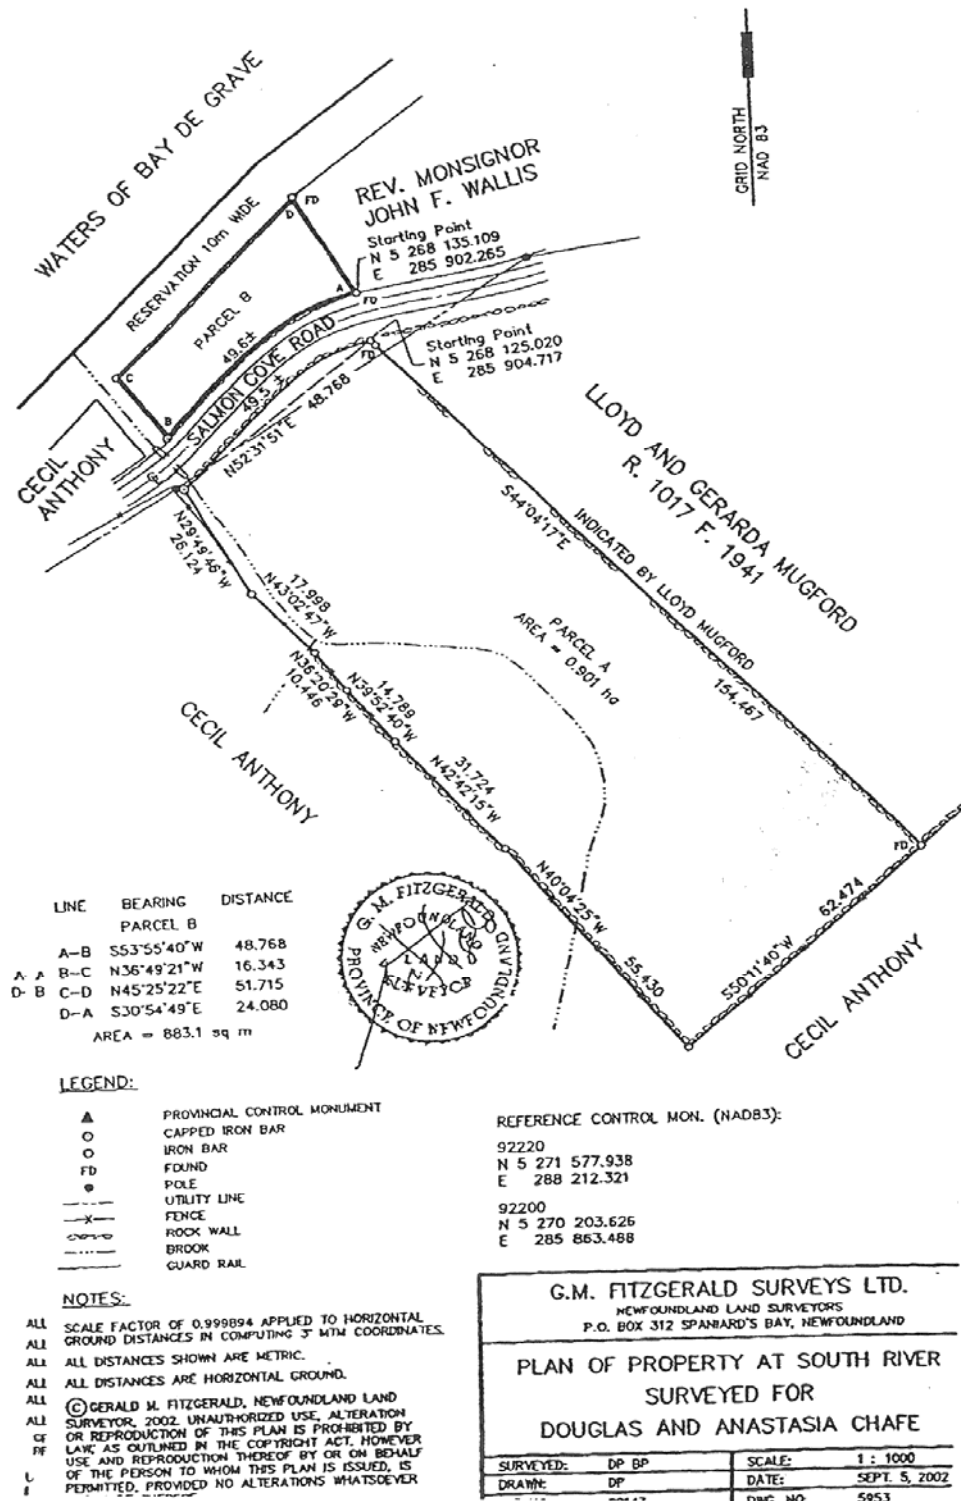 GRID NORTH
NAD 83
WATERS OF BAY DE GRAVE
RESERVATION 10m WIDE
REV. MONSIGNOR
JOHN F. WALLIS
Starting Point
N 5 268 135.109
E 285 902.265
D
FD
A
FD
PARCEL B
49.6±
C
B
SALMON COVE ROAD
49.5 ±
G
Starting Point
N 5 268 125.020
E 285 904.717
FD
N52°31'51"E 48.768
CECIL
ANTHONY
LLOYD AND GERARDA MUGFORD
R. 1017 F. 1941
S44°04'17"E
INDICATED BY LLOYD MUGFORD
154.467
N29°49'46"W
26.124
17.998
N43°02'47"W
PARCEL A
AREA = 0.901 ha
N36°20'29"W
10.446
14.789
N39°52'40"W
CECIL ANTHONY
31.724
N42°42'15"W
FD
N40°04'25"W
55.430
62.474
S50°11'40"W
CECIL ANTHONY
LINE BEARING DISTANCE
PARCEL B
A-B S53°55'40"W 48.768
A A B-C N36°49'21"W 16.343
D- B C-D N45°25'22"E 51.715
D-A S30°54'49"E 24.080
AREA = 883.1 sq m
G. M. FITZGERALD
NEWFOUNDLAND
LANDS
SURVEYOR
PROVINCE OF NEWFOUNDLAND
LEGEND:
PROVINCIAL CONTROL MONUMENT
CAPPED IRON BAR
IRON BAR
FD FOUND
POLE
UTILITY LINE
X FENCE
ROCK WALL
BROOK
GUARD RAIL
REFERENCE CONTROL MON. (NAD83):
92220
N 5 271 577.938
E 288 212.321
92200
N 5 270 203.626
E 285 863.488
NOTES:
ALL SCALE FACTOR OF 0.999894 APPLIED TO HORIZONTAL
ALL GROUND DISTANCES IN COMPUTING 3° MTM COORDINATES.
ALL ALL DISTANCES SHOWN ARE METRIC.
ALL ALL DISTANCES ARE HORIZONTAL GROUND.
ALL © GERALD M. FITZGERALD, NEWFOUNDLAND LAND
ALL SURVEYOR, 2002. UNAUTHORIZED USE, ALTERATION
OR REPRODUCTION OF THIS PLAN IS PROHIBITED BY
LAW, AS OUTLINED IN THE COPYRIGHT ACT. HOWEVER
USE AND REPRODUCTION THEREOF BY OR ON BEHALF
OF THE PERSON TO WHOM THIS PLAN IS ISSUED, IS
PERMITTED, PROVIDED NO ALTERATIONS WHATSOEVER
G.M. FITZGERALD SURVEYS LTD.
NEWFOUNDLAND LAND SURVEYORS
P.O. BOX 312 SPANIARD'S BAY, NEWFOUNDLAND
PLAN OF PROPERTY AT SOUTH RIVER
SURVEYED FOR
DOUGLAS AND ANASTASIA CHAFE
SURVEYED: DP BP SCALE: 1 : 1000
DRAWN: DP DATE: SEPT. 5, 2002
DWG. NO. 5953